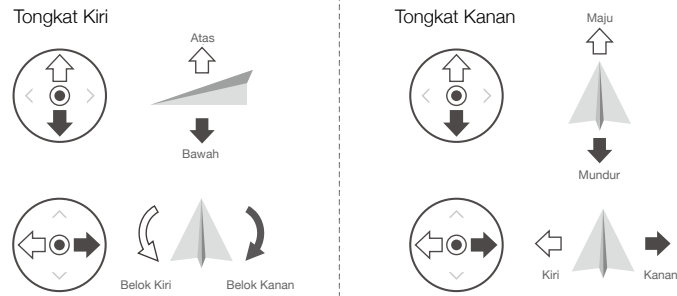 Tongkat Kiri
Atas
Bawah
Belok Kiri
Belok Kanan
Tongkat Kanan
Maju
Mundur
Kiri
Kanan